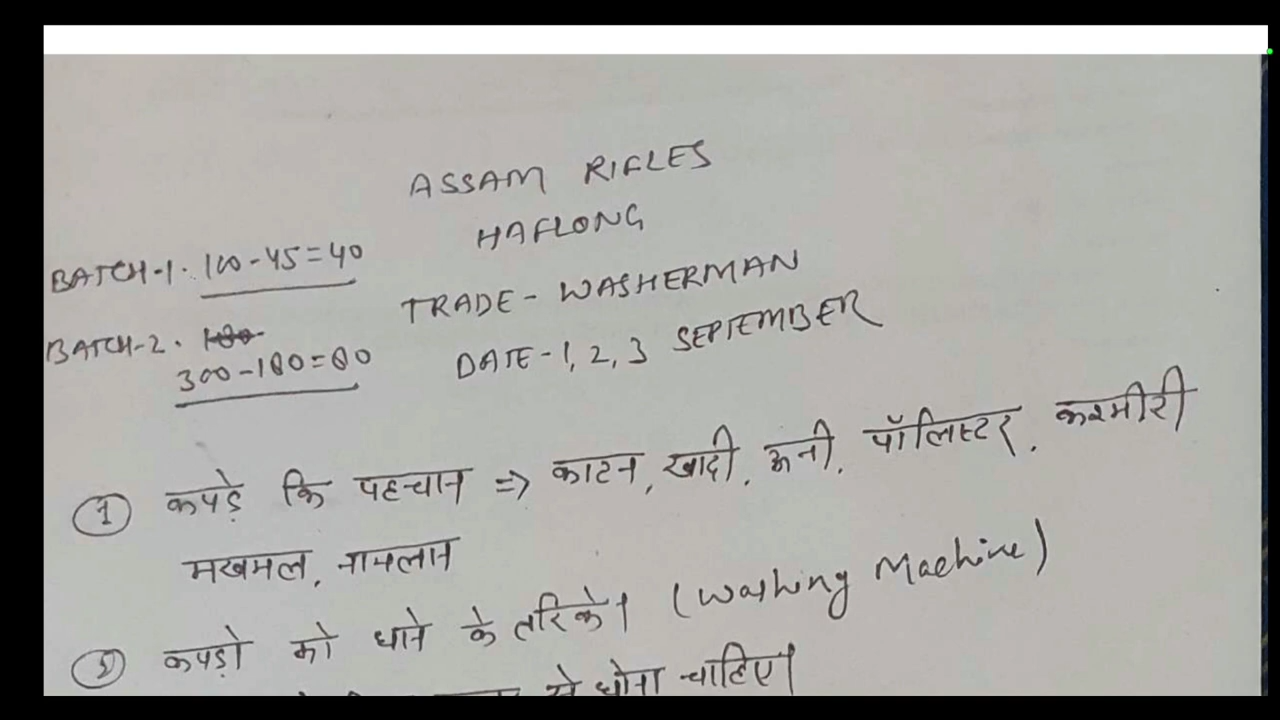 ASSAM RIFLES
HAFLONG
BATCH-1. 100-45=40
TRADE - WASHERMAN
BATCH-2. 180
300-180=80
DATE - 1, 2, 3 SEPTEMBER
1 कपड़े कि पहचान => काटन, खादी, ऊनी, पॉलिस्टर, कश्मीरी
मखमल, नायलान
2 कपड़ो को धोने के तरिके। (Washing Machine)
से धोना चाहिए।